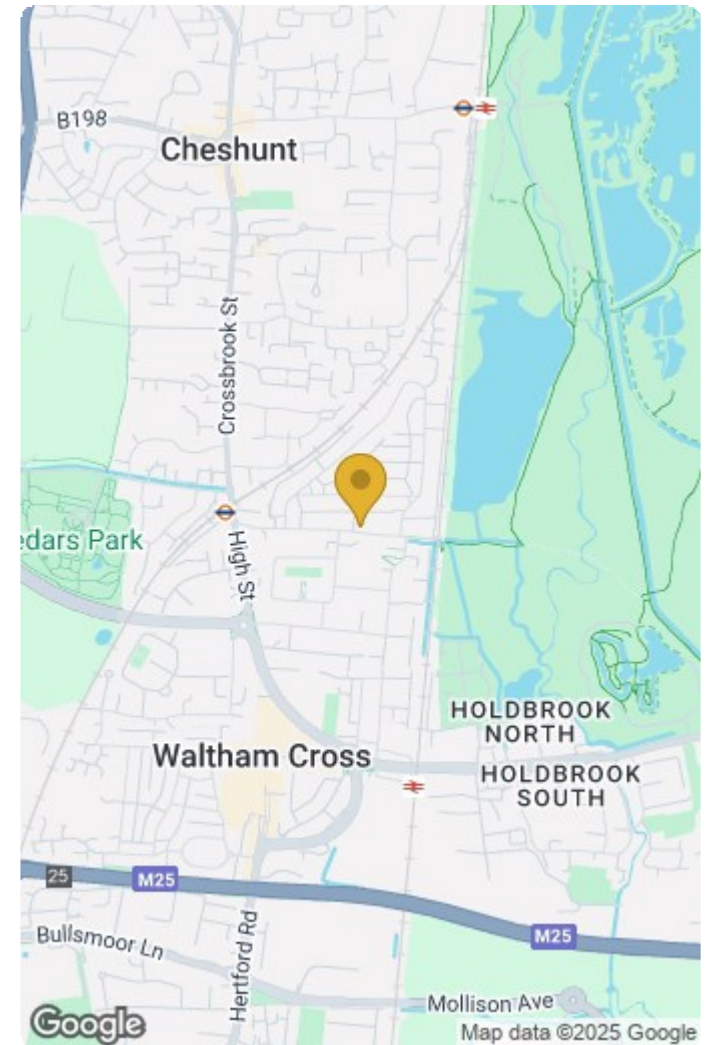 B198
Cheshunt
Crossbrook St
edars Park
High St
HOLDBROOK
NORTH
Waltham Cross
HOLDBROOK
SOUTH
25
M25
M25
Bullsmoor Ln
Hertford Rd
Mollison Ave
Google
Map data ©2025 Google